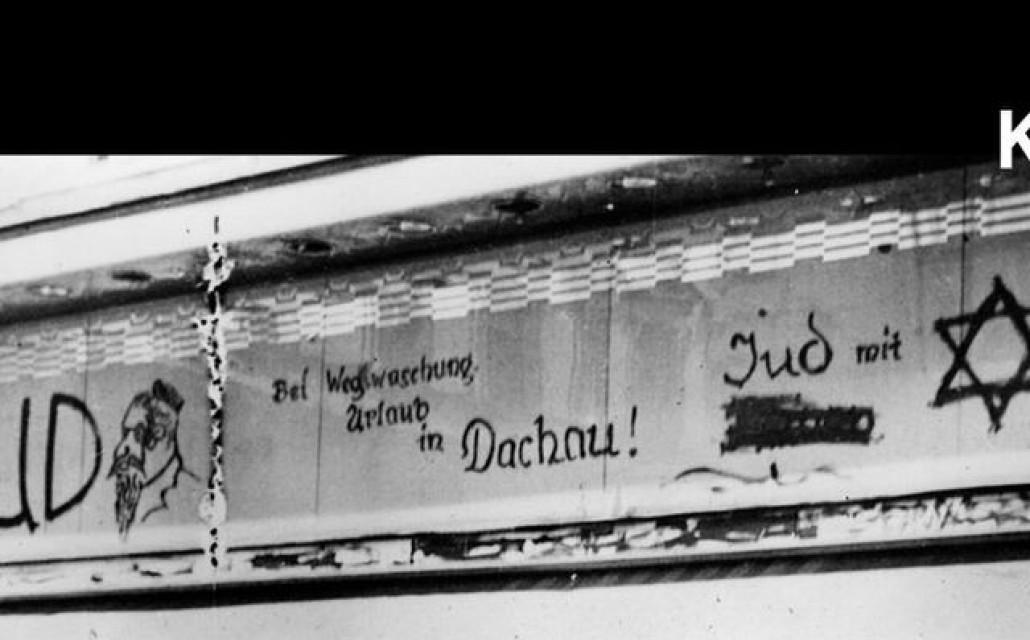 K
UD
Bei Wegwaschung
Urlaub
in Dachau!
Jud mit